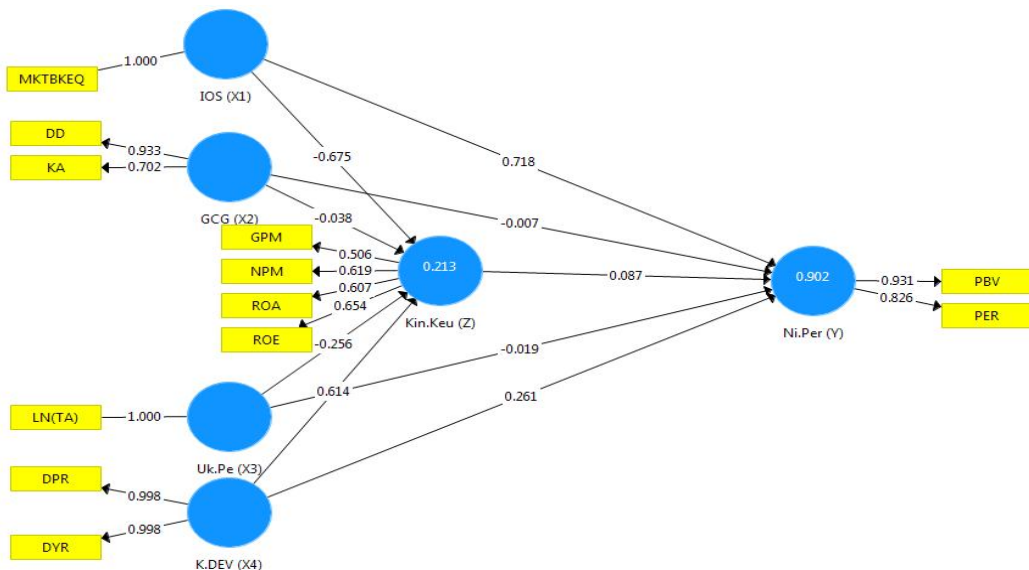 1.000
MKTBKEQ
IOS (X1)
DD
-0.675
0.718
0.933
KA
0.702
GCG (X2)
-0.038
-0.007
GPM
0.506
NPM
0.619
0.213
0.087
0.902
0.931
PBV
ROA
0.607
0.654
Kin.Keu (Z)
0.826
PER
ROE
Ni.Per (Y)
-0.256
-0.019
0.614
0.261
LN(TA)
1.000
Uk.Pe (X3)
DPR
0.998
0.998
DYR
K.DEV (X4)